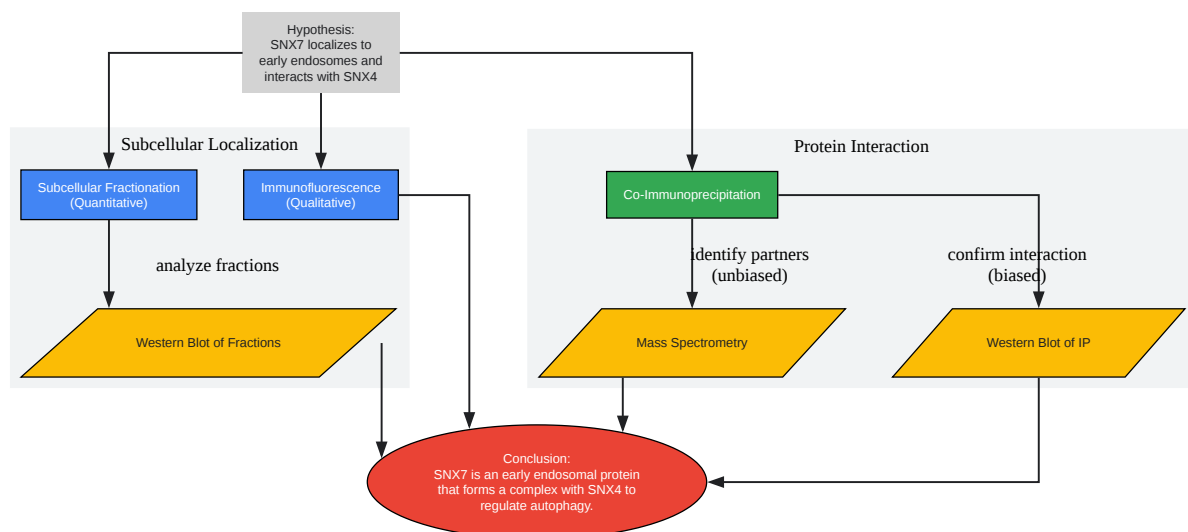 Hypothesis:
SNX7 localizes to
early endosomes and
interacts with SNX4
Subcellular Localization
Protein Interaction
Subcellular Fractionation
(Quantitative)
Immunofluorescence
(Qualitative)
Co-Immunoprecipitation
analyze fractions
identify partners
(unbiased)
confirm interaction
(biased)
Western Blot of Fractions
Mass Spectrometry
Western Blot of IP
Conclusion:
SNX7 is an early endosomal protein
that forms a complex with SNX4 to
regulate autophagy.